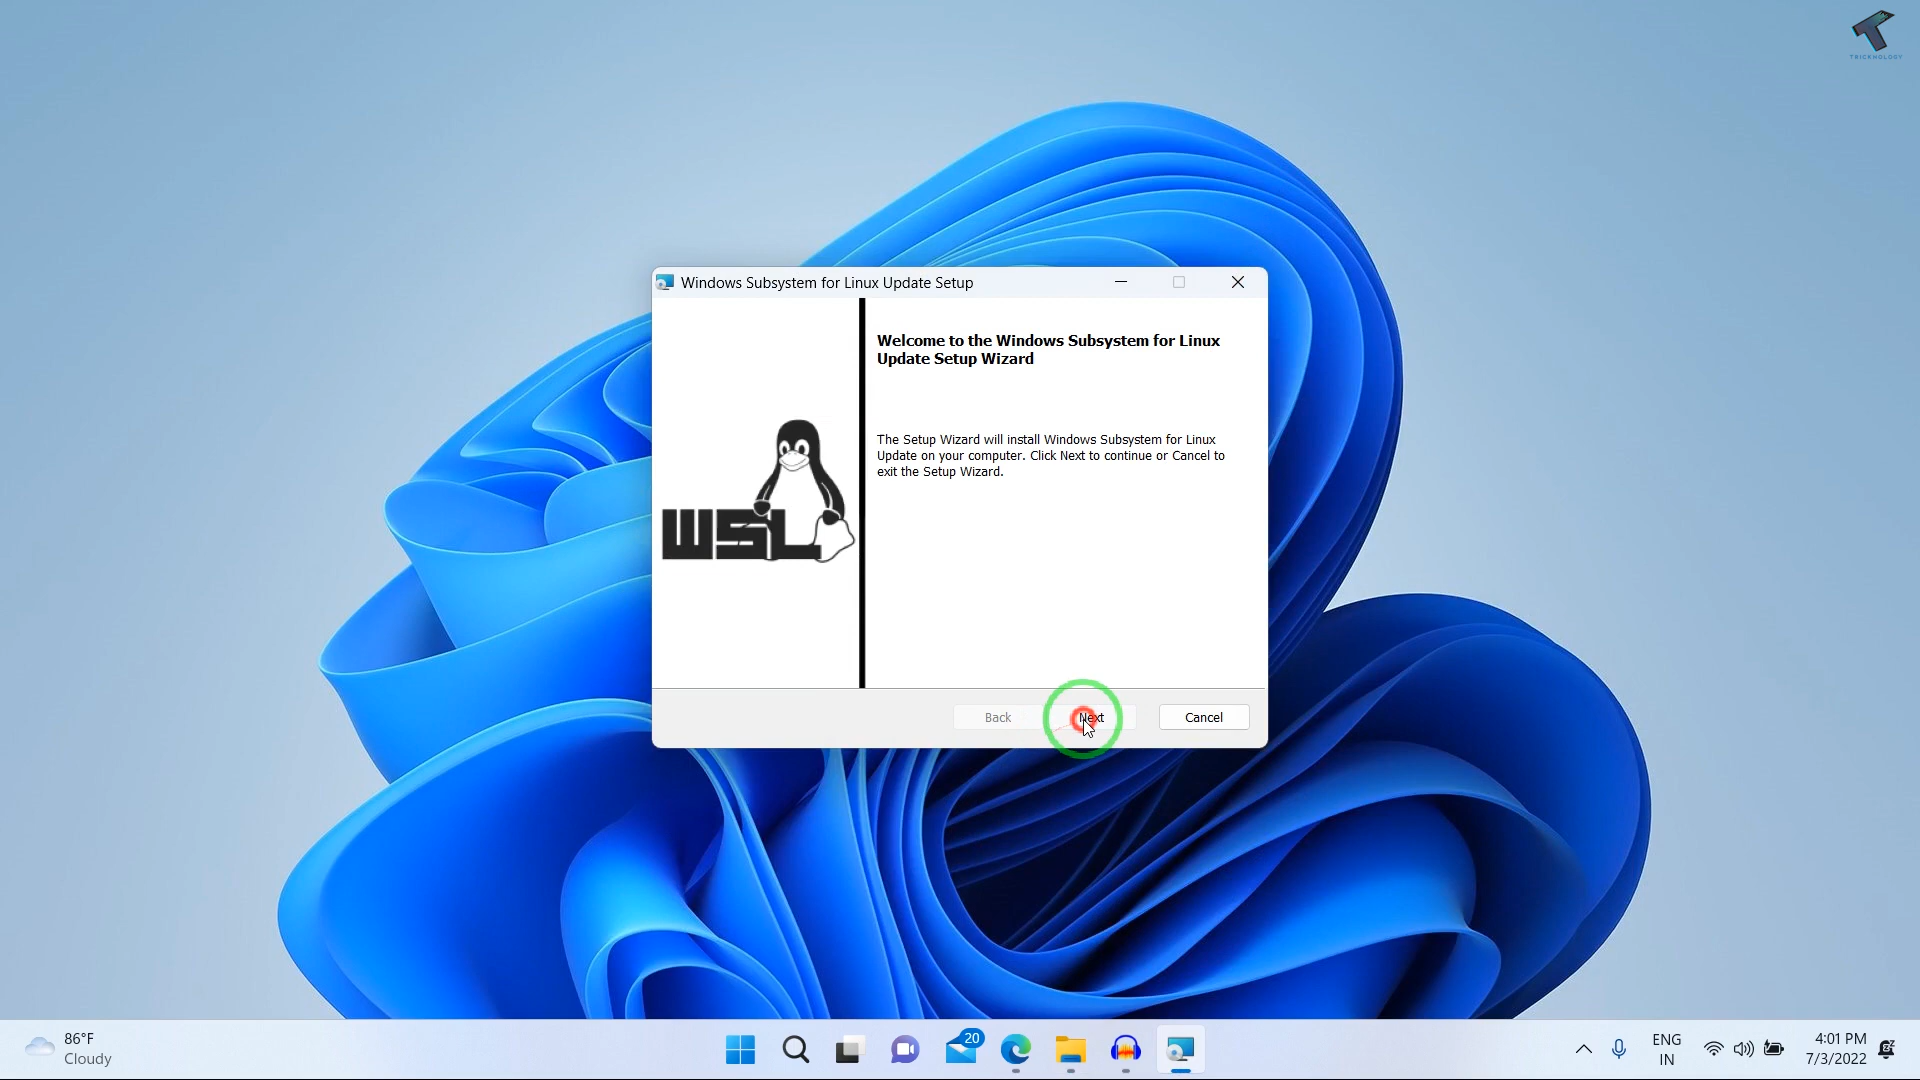 TRICKNOLOGY
Windows Subsystem for Linux Update Setup
Welcome to the Windows Subsystem for Linux
Update Setup Wizard
The Setup Wizard will install Windows Subsystem for Linux
Update on your computer. Click Next to continue or Cancel to
exit the Setup Wizard.
WSL
Back
Next
Cancel
86°F
Cloudy
20
ENG
IN
4:01 PM
7/3/2022